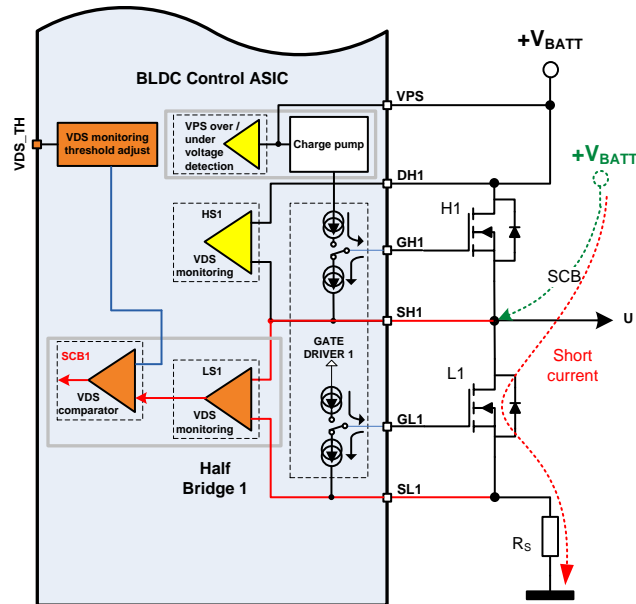 BLDC Control ASIC
+VBATT
VPS
VDS_TH
VDS monitoring
threshold adjust
VPS over /
under
voltage
detection
Charge pump
+VBATT
DH1
HS1
VDS
monitoring
H1
GH1
SCB
SH1
U
GATE
DRIVER 1
SCB1
VDS
comparator
LS1
VDS
monitoring
L1
Short
current
GL1
Half
Bridge 1
SL1
RS